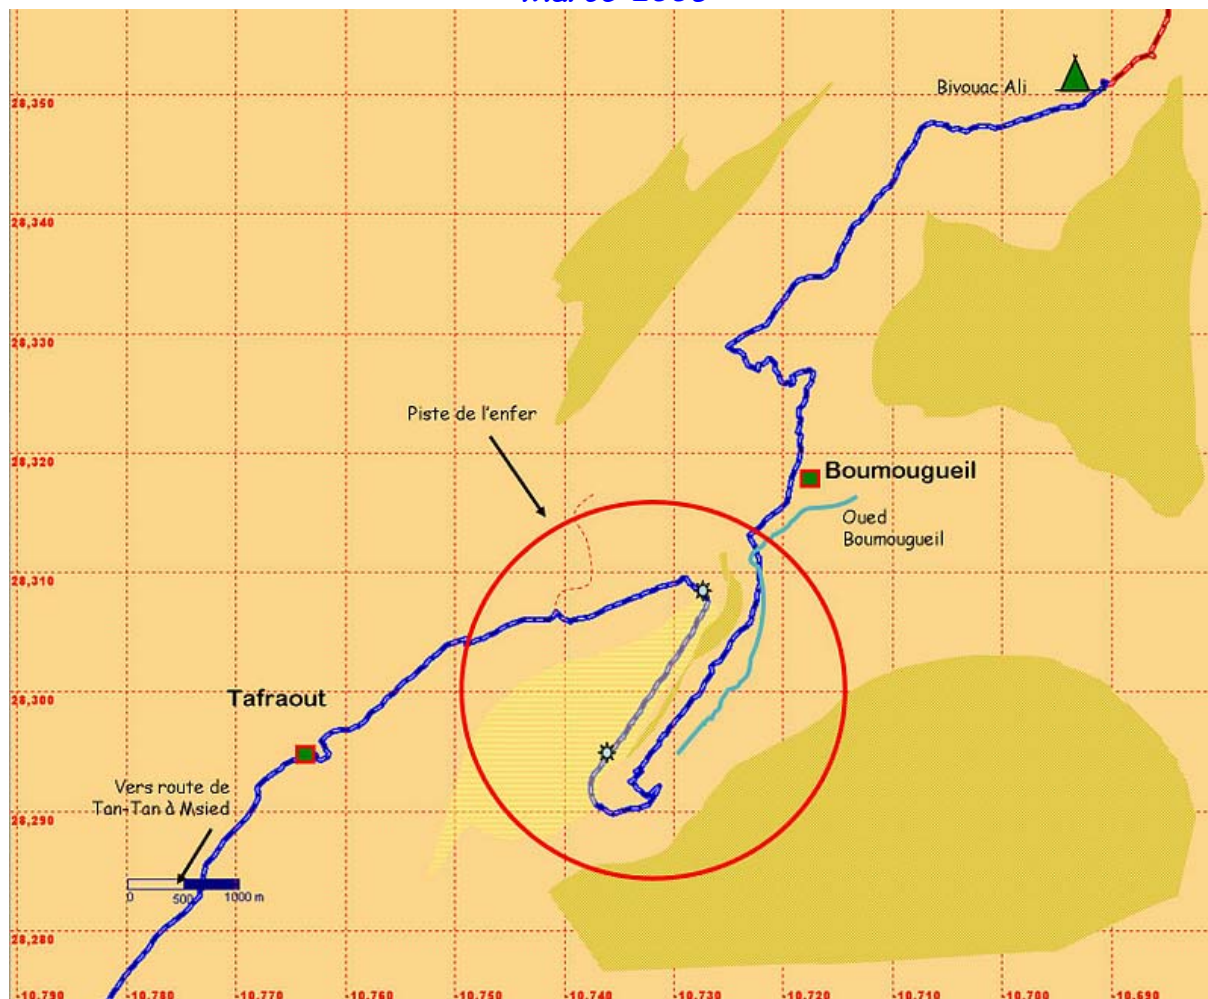 Bivouac Ali
28,350
28,340
28,330
Piste de l'enfer
28,320
Boumougueil
Oued
Boumougueil
28,310
28,300
Tafraout
Vers route de
Tan-Tan à Msied
28,290
0 500 1000 m
28,280
10,790 10,780 10,770 10,760 10,750 10,740 10,730 10,720 10,710 10,700 10,690